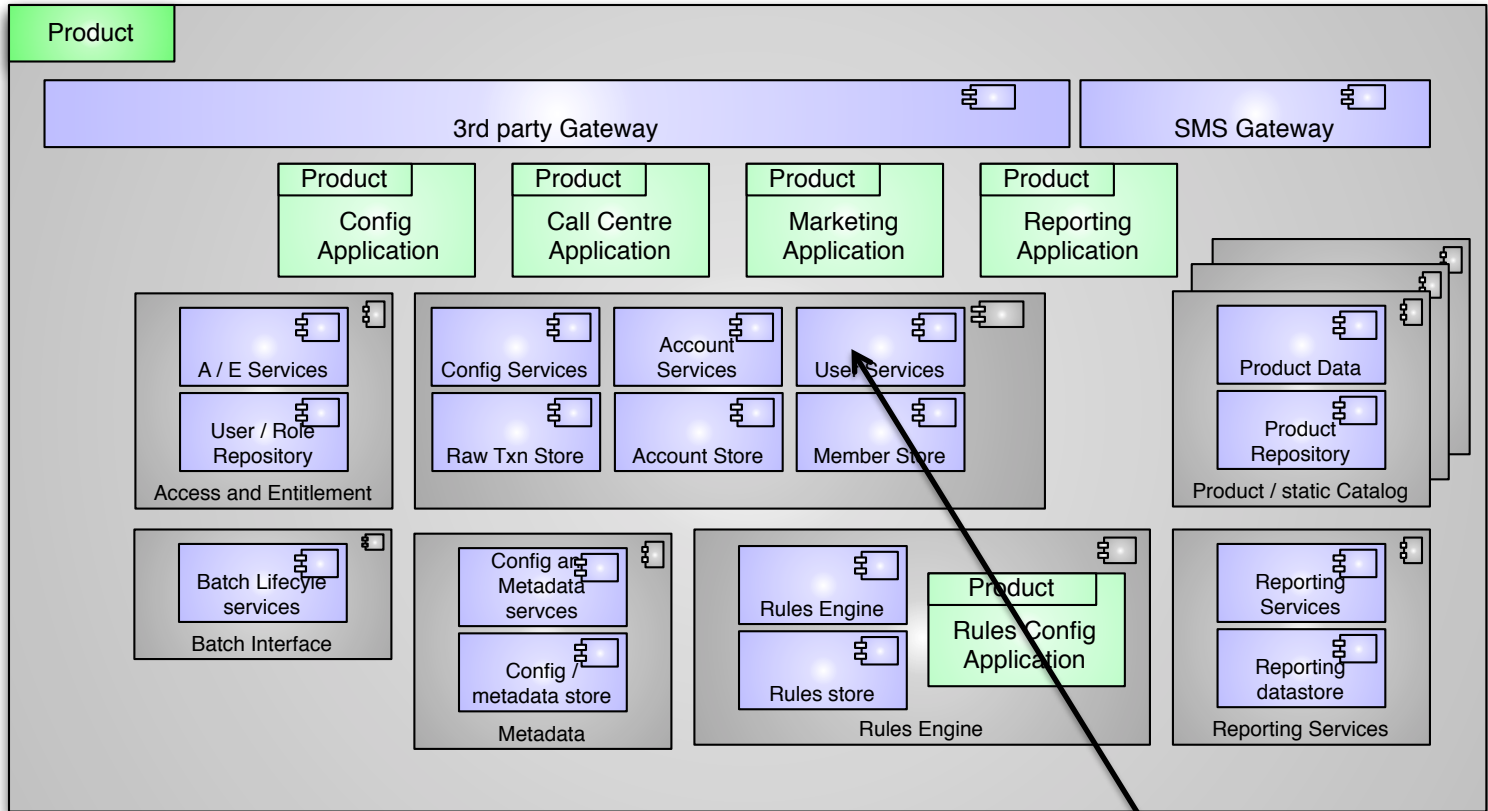 Product
3rd party Gateway
SMS Gateway
Product
Config
Application
Product
Call Centre
Application
Product
Marketing
Application
Product
Reporting
Application
A / E Services
User / Role
Repository
Access and Entitlement
Config Services
Account
Services
User Services
Raw Txn Store
Account Store
Member Store
Product Data
Product
Repository
Product / static Catalog
Batch Lifecyle
services
Batch Interface
Config and
Metadata
servces
Config /
metadata store
Metadata
Rules Engine
Rules store
Product
Rules Config
Application
Rules Engine
Reporting
Services
Reporting
datastore
Reporting Services